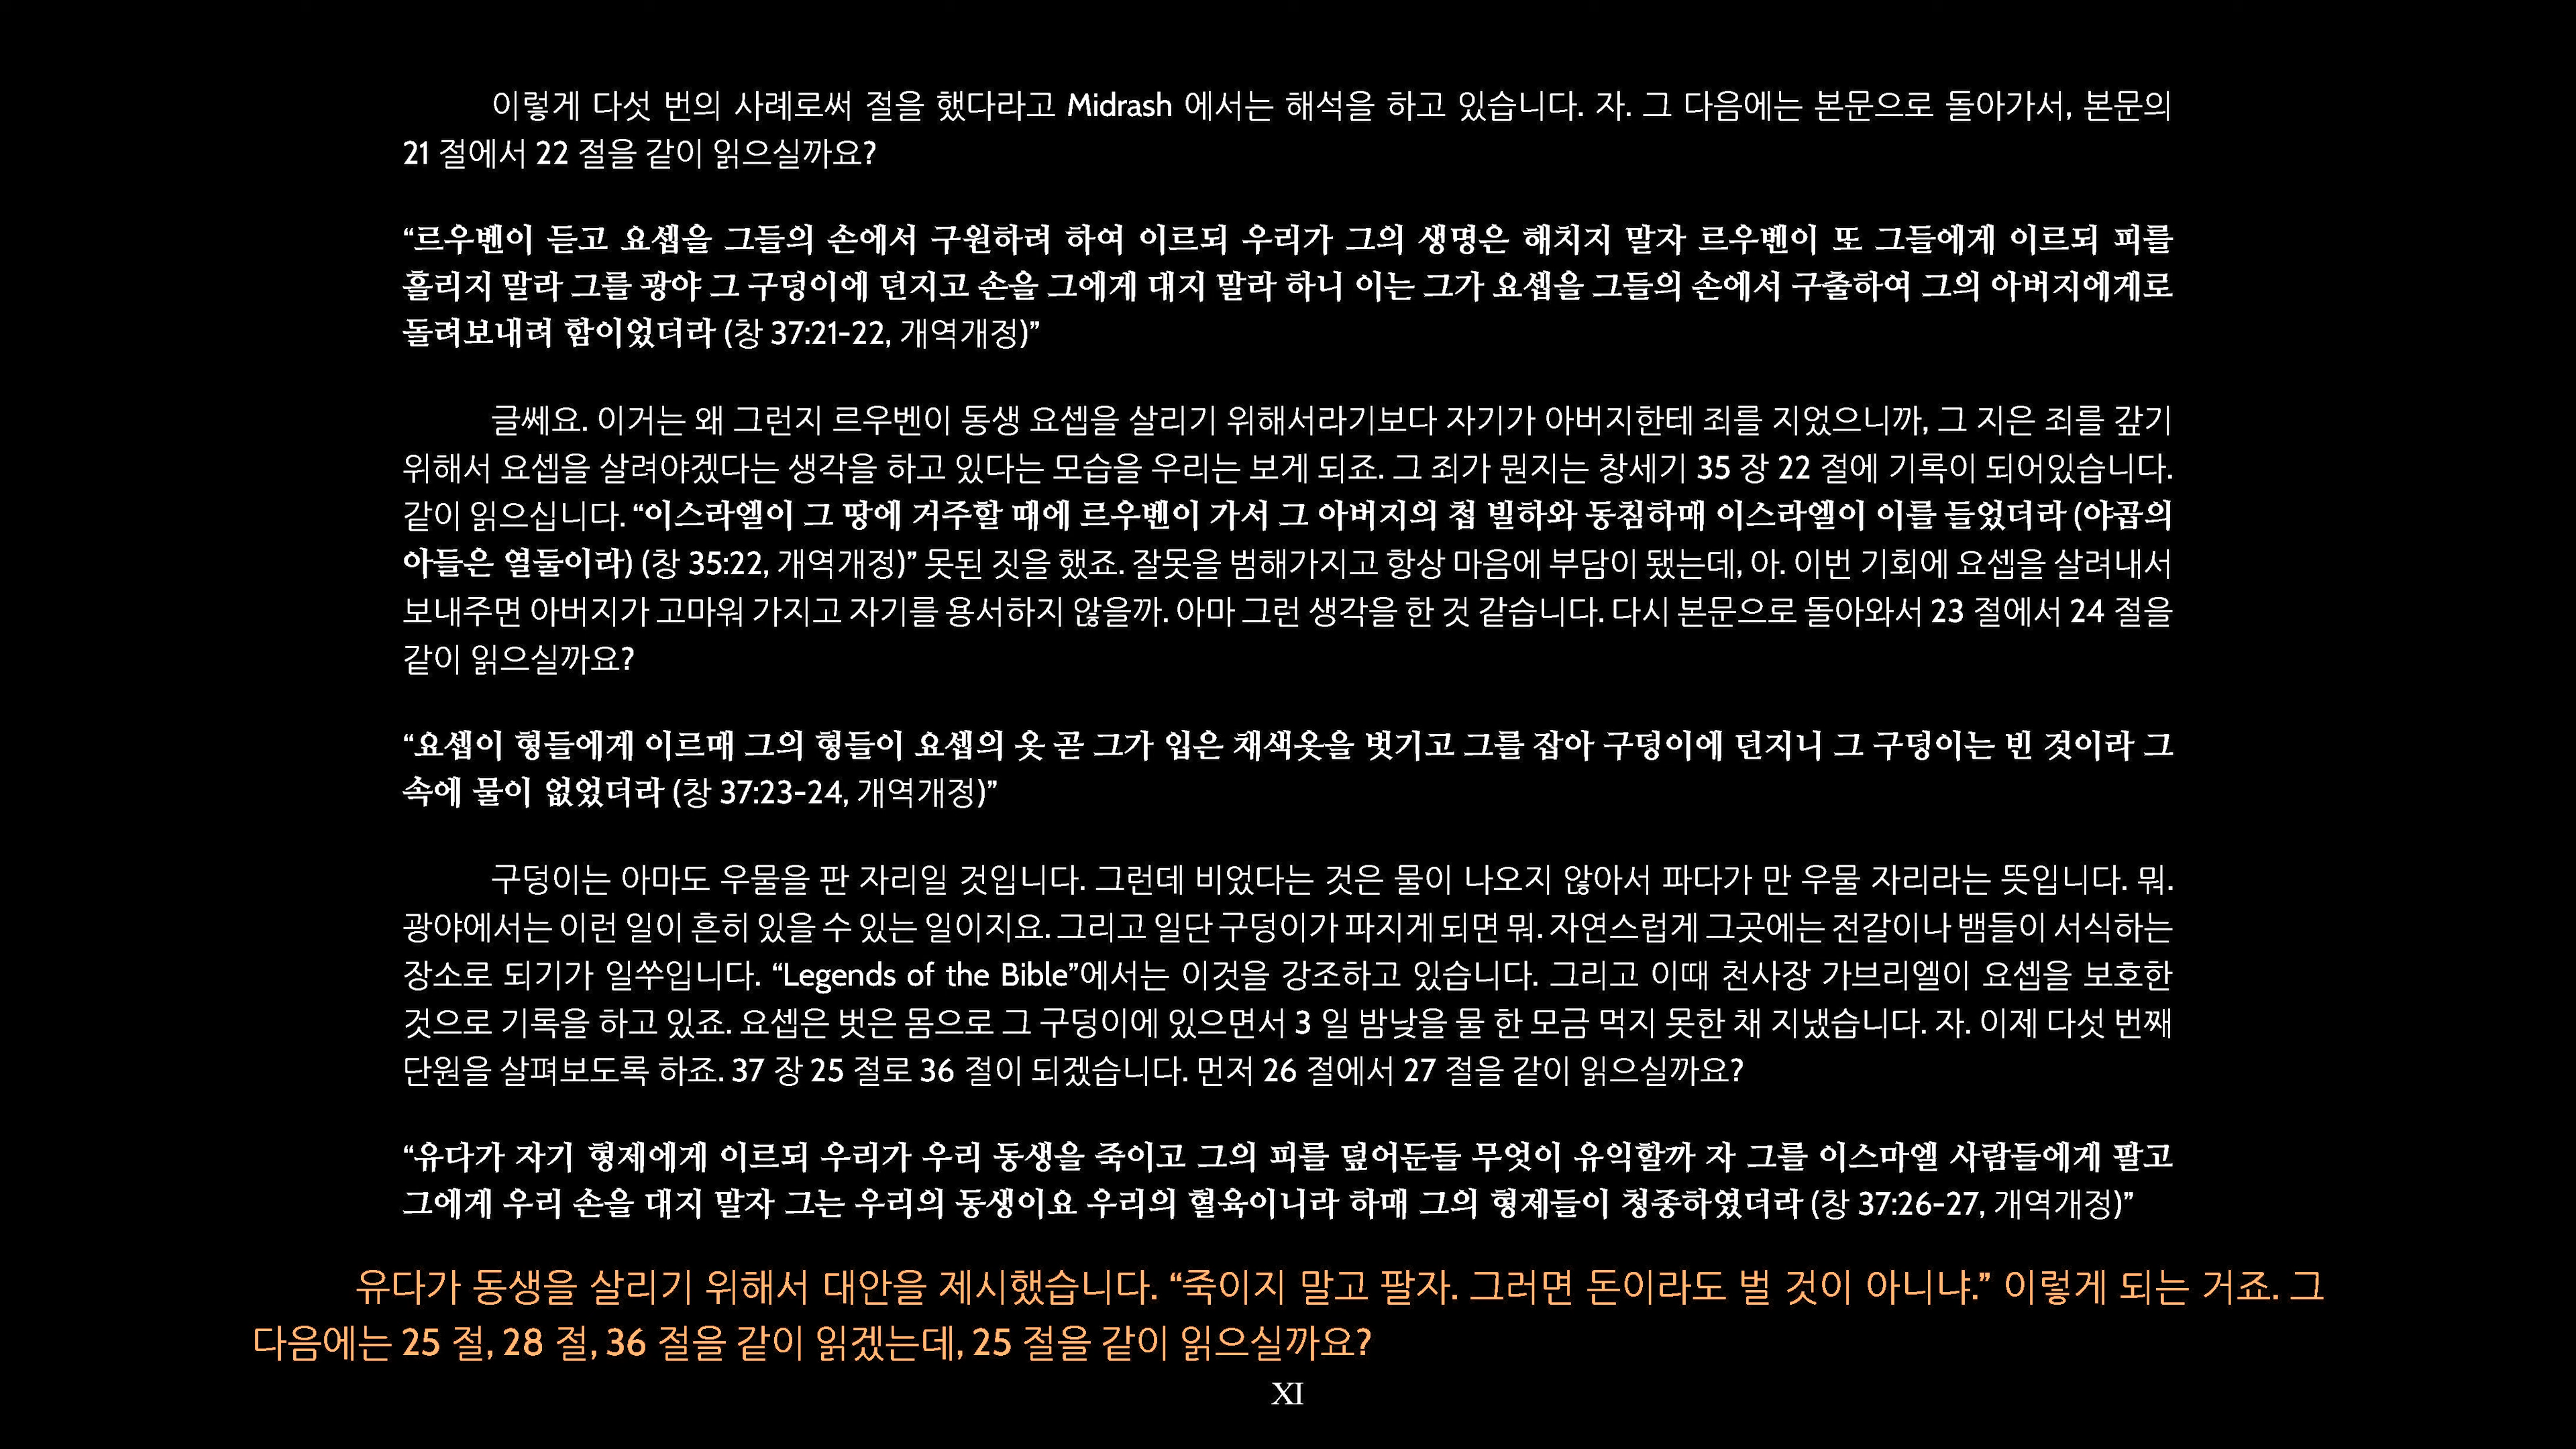 이렇게 다섯 번의 사례로써 절을 했다라고 Midrash 에서는 해석을 하고 있습니다. 자. 그 다음에는 본문으로 돌아가서, 본문의
21 절에서 22 절을 같이 읽으실까요?
“르우벤이 듣고 요셉을 그들의 손에서 구원하려 하여 이르되 우리가 그의 생명은 해치지 말자 르우벤이 또 그들에게 이르되 피를
흘리지 말라 그를 광야 그 구덩이에 던지고 손을 그에게 대지 말라 하니 이는 그가 요셉을 그들의 손에서 구출하여 그의 아버지에게로
돌려보내려 함이었더라 (창 37:21-22, 개역개정)”
글쎄요. 이거는 왜 그런지 르우벤이 동생 요셉을 살리기 위해서라기보다 자기가 아버지한테 죄를 지었으니까, 그 지은 죄를 갚기
위해서 요셉을 살려야겠다는 생각을 하고 있다는 모습을 우리는 보게 되죠. 그 죄가 뭔지는 창세기 35 장 22 절에 기록이 되어있습니다.
같이 읽으십니다. “이스라엘이 그 땅에 거주할 때에 르우벤이 가서 그 아버지의 첩 빌하와 동침하매 이스라엘이 이를 들었더라 (야곱의
아들은 열둘이라) (창 35:22, 개역개정)” 못된 짓을 했죠. 잘못을 범해가지고 항상 마음에 부담이 됐는데, 아. 이번 기회에 요셉을 살려내서
보내주면 아버지가 고마워 가지고 자기를 용서하지 않을까. 아마 그런 생각을 한 것 같습니다. 다시 본문으로 돌아와서 23 절에서 24 절을
같이 읽으실까요?
“요셉이 형들에게 이르매 그의 형들이 요셉의 옷 곧 그가 입은 채색옷을 벗기고 그를 잡아 구덩이에 던지니 그 구덩이는 빈 것이라 그
속에 물이 없었더라 (창 37:23-24, 개역개정)”
구덩이는 아마도 우물을 판 자리일 것입니다. 그런데 비었다는 것은 물이 나오지 않아서 파다가 만 우물 자리라는 뜻입니다. 뭐.
광야에서는 이런 일이 흔히 있을 수 있는 일이지요. 그리고 일단 구덩이가 파지게 되면 뭐. 자연스럽게 그곳에는 전갈이나 뱀들이 서식하는
장소로 되기가 일쑤입니다. “Legends of the Bible”에서는 이것을 강조하고 있습니다. 그리고 이때 천사장 가브리엘이 요셉을 보호한
것으로 기록을 하고 있죠. 요셉은 벗은 몸으로 그 구덩이에 있으면서 3 일 밤낮을 물 한 모금 먹지 못한 채 지냈습니다. 자. 이제 다섯 번째
단원을 살펴보도록 하죠. 37 장 25 절로 36 절이 되겠습니다. 먼저 26 절에서 27 절을 같이 읽으실까요?
“유다가 자기 형제에게 이르되 우리가 우리 동생을 죽이고 그의 피를 덮어둔들 무엇이 유익할까 자 그를 이스마엘 사람들에게 팔고
그에게 우리 손을 대지 말자 그는 우리의 동생이요 우리의 혈육이니라 하매 그의 형제들이 청종하였더라 (창 37:26-27, 개역개정)”
유다가 동생을 살리기 위해서 대안을 제시했습니다. “죽이지 말고 팔자. 그러면 돈이라도 벌 것이 아니냐.” 이렇게 되는 거죠. 그
다음에는 25 절, 28 절, 36 절을 같이 읽겠는데, 25 절을 같이 읽으실까요?
XI